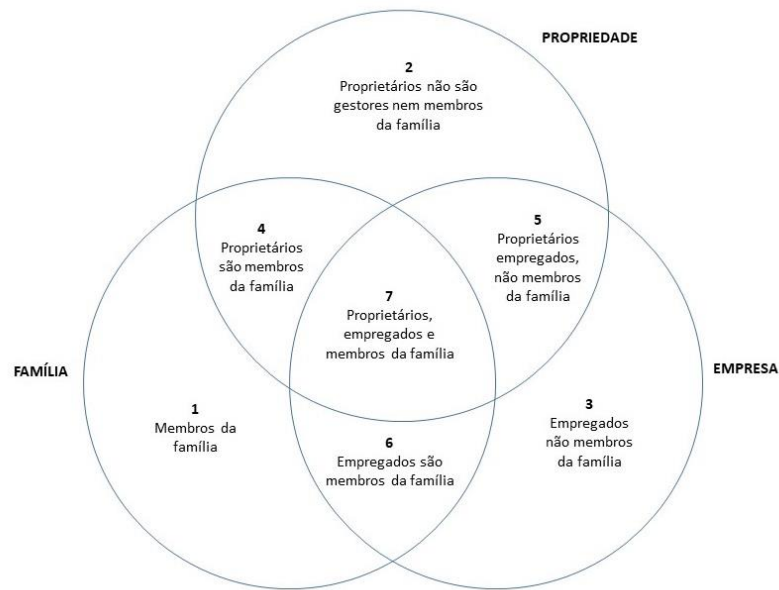 PROPRIEDADE
2
Proprietários não são
gestores nem membros
da família
4
Proprietários
são membros
da família
5
Proprietários
empregados,
não membros
da família
7
Proprietários,
empregados e
membros da família
FAMÍLIA
EMPRESA
1
Membros da
família
3
Empregados
não membros
da família
6
Empregados são
membros da família